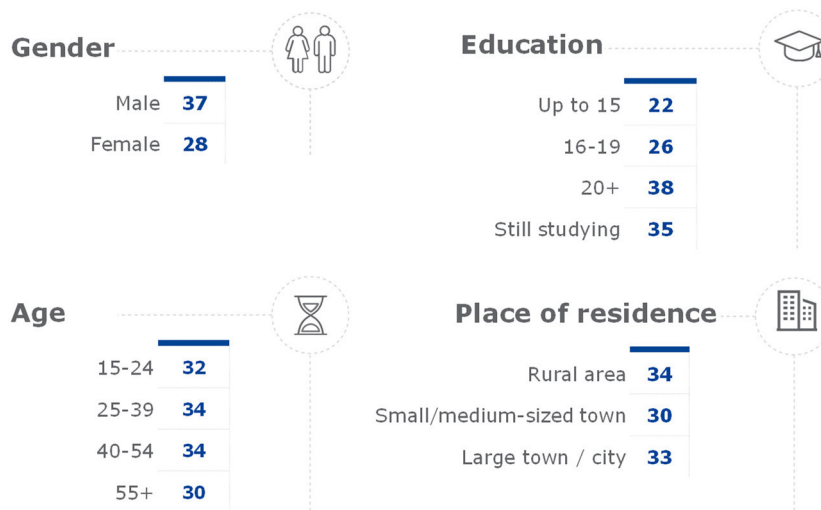 Gender
Male 37
Female 28
Education
Up to 15 22
16-19 26
20+ 38
Still studying 35
Age
15-24 32
25-39 34
40-54 34
55+ 30
Place of residence
Rural area 34
Small/medium-sized town 30
Large town / city 33